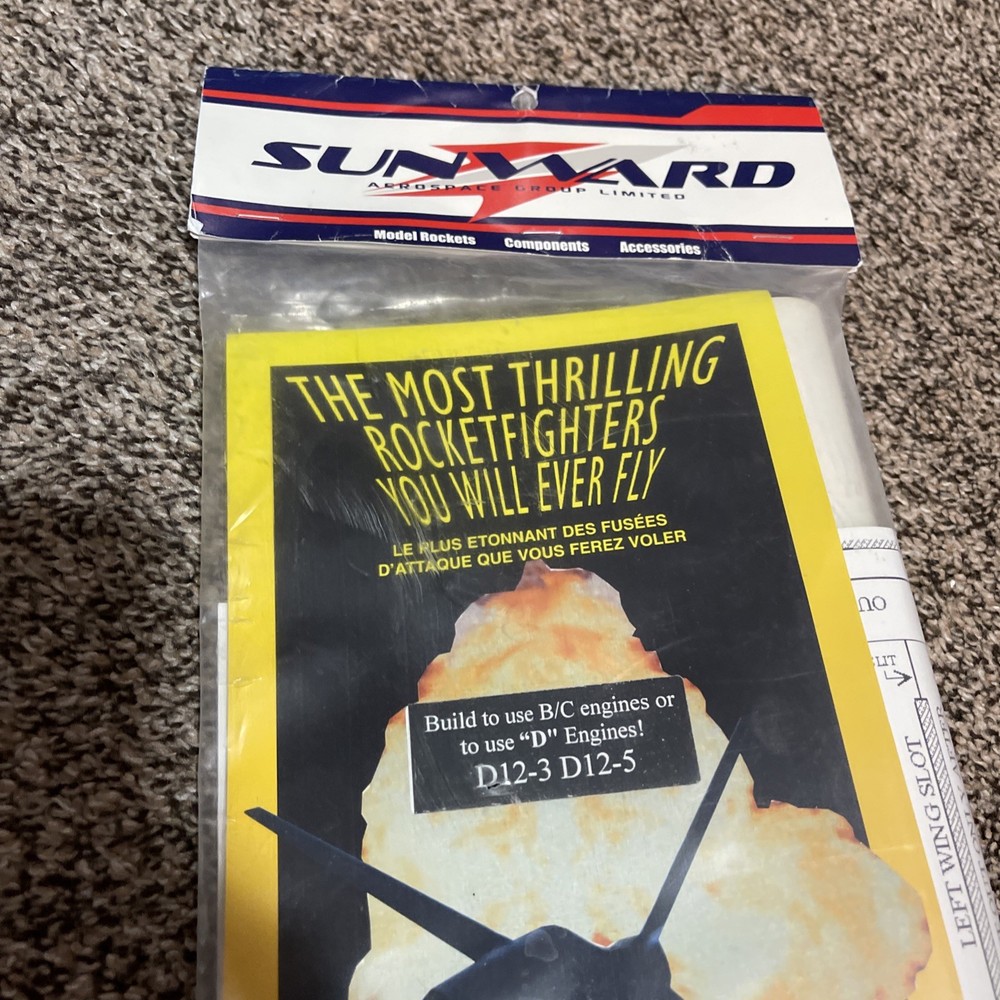 SUNWARD
AEROSPACE GROUP LIMITED
Model Rockets Components Accessories
THE MOST THRILLING
ROCKETFIGHTERS
YOU WILL EVER FLY
LE PLUS ETONNANT DES FUSÉES
D'ATTAQUE QUE VOUS FEREZ VOLER
Build to use B/C engines or
to use “D" Engines!
D12-3 D12-5
LEFT WING SLOT